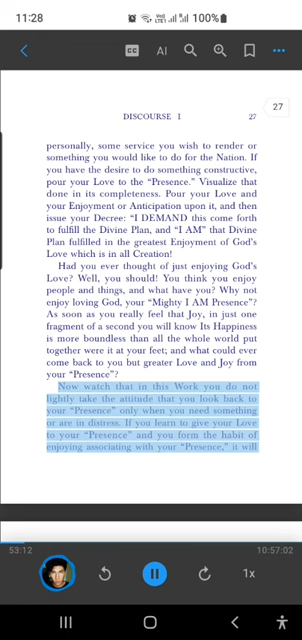 11:28
Vo)
LTE1
100%
CC AI
27
DISCOURSE I 27
personally, some service you wish to render or
something you would like to do for the Nation. If
you have the desire to do something constructive,
pour your Love to the “Presence.” Visualize that
done in its completeness. Pour your Love and
your Enjoyment or Anticipation upon it, and then
issue your Decree: “I DEMAND this come forth
to fulfill the Divine Plan, and “I AM” that Divine
Plan fulfilled in the greatest Enjoyment of God’s
Love which is in all Creation!
Had you ever thought of just enjoying God’s
Love? Well, you should! You think you enjoy
people and things, and what have you? Why not
enjoy loving God, your “Mighty I AM Presence”?
As soon as you really feel that Joy, in just one
fragment of a second you will know Its Happiness
is more boundless than all the whole world put
together were it at your feet; and what could ever
come back to you but greater Love and Joy from
your “Presence”?
Now watch that in this Work you do not
lightly take the attitude that you look back to
your “Presence” only when you need something
or are in distress. If you learn to give your Love
to your “Presence” and you form the habit of
enjoying associating with your “Presence,” it will
53:12 10:57:02
1x